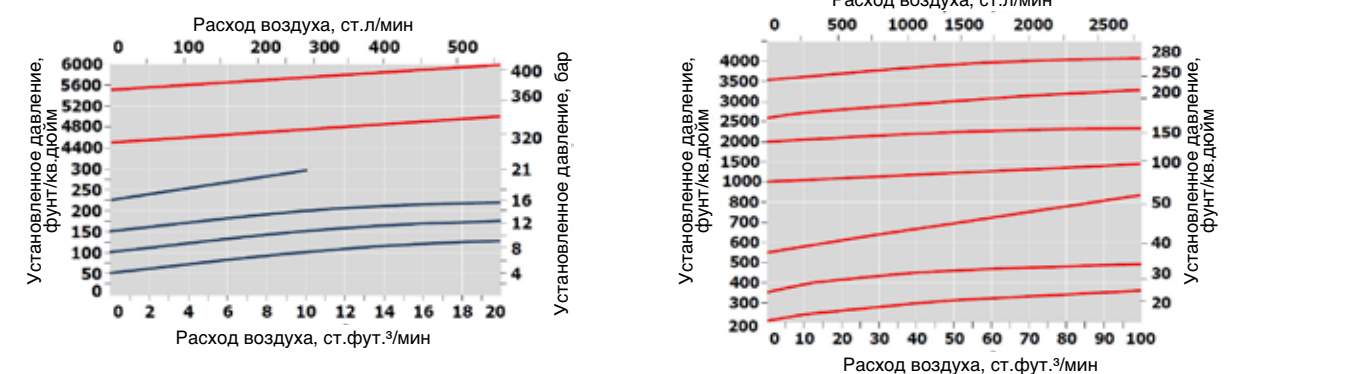 Расход воздуха, ст.л/мин
0 100 200 300 400 500
Установленное давление,
фунт/кв.дюйм
6000
5600
5200
4800
4400
300
250
200
150
100
50
0
400
360
320
21
16
12
8
4
Установленное давление, бар
0 2 4 6 8 10 12 14 16 18 20
Расход воздуха, ст.фут.³/мин
Расход воздуха, ст.л/мин
0 500 1000 1500 2000 2500
Установленное давление,
фунт/кв.дюйм
4000
3500
3000
2500
2000
1500
1000
800
700
600
500
400
300
200
280
250
200
150
100
50
40
30
20
Установленное давление,
фунт/кв.дюйм
0 10 20 30 40 50 60 70 80 90 100
Расход воздуха, ст.фут.³/мин